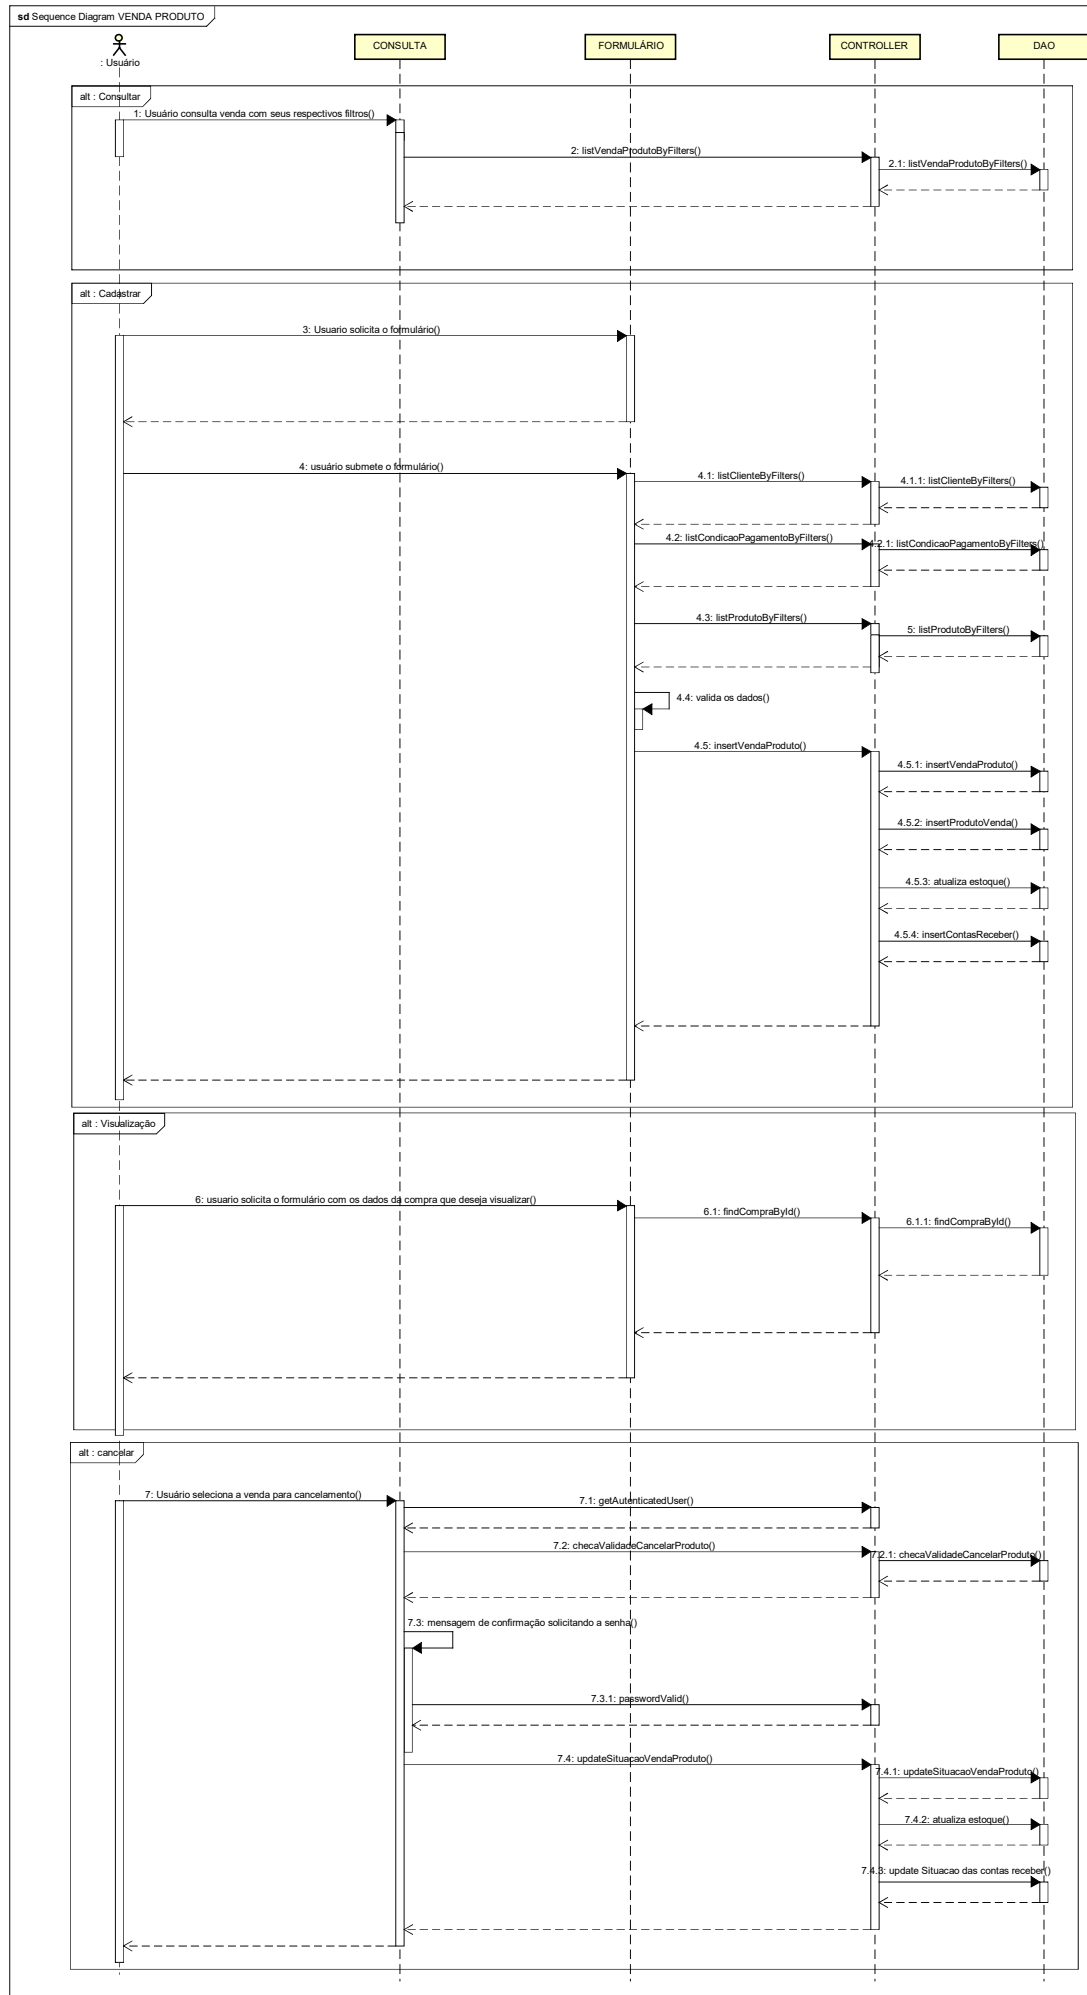 sd Sequence Diagram VENDA PRODUTO
: Usuário
CONSULTA
FORMULÁRIO
CONTROLLER
DAO
alt : Consultar
1: Usuário consulta venda com seus respectivos filtros()
2: listVendaProdutoByFilters()
2.1: listVendaProdutoByFilters()
alt : Cadastrar
3: Usuario solicita o formulário()
4: usuário submete o formulário()
4.1: listClienteByFilters()
4.1.1: listClienteByFilters()
4.2: listCondicaoPagamentoByFilters()
4.2.1: listCondicaoPagamentoByFilters()
4.3: listProdutoByFilters()
5: listProdutoByFilters()
4.4: valida os dados()
4.5: insertVendaProduto()
4.5.1: insertVendaProduto()
4.5.2: insertProdutoVenda()
4.5.3: atualiza estoque()
4.5.4: insertContasReceber()
alt : Visualização
6: usuario solicita o formulário com os dados da compra que deseja visualizar()
6.1: findCompraById()
6.1.1: findCompraById()
alt : cancelar
7: Usuário seleciona a venda para cancelamento()
7.1: getAutenticatedUser()
7.2: checaValidadeCancelarProduto()
7.2.1: checaValidadeCancelarProduto()
7.3: mensagem de confirmação solicitando a senha()
7.3.1: passwordValid()
7.4: updateSituacaoVendaProduto()
7.4.1: updateSituacaoVendaProduto()
7.4.2: atualiza estoque()
7.4.3: update Situacao das contas receber()